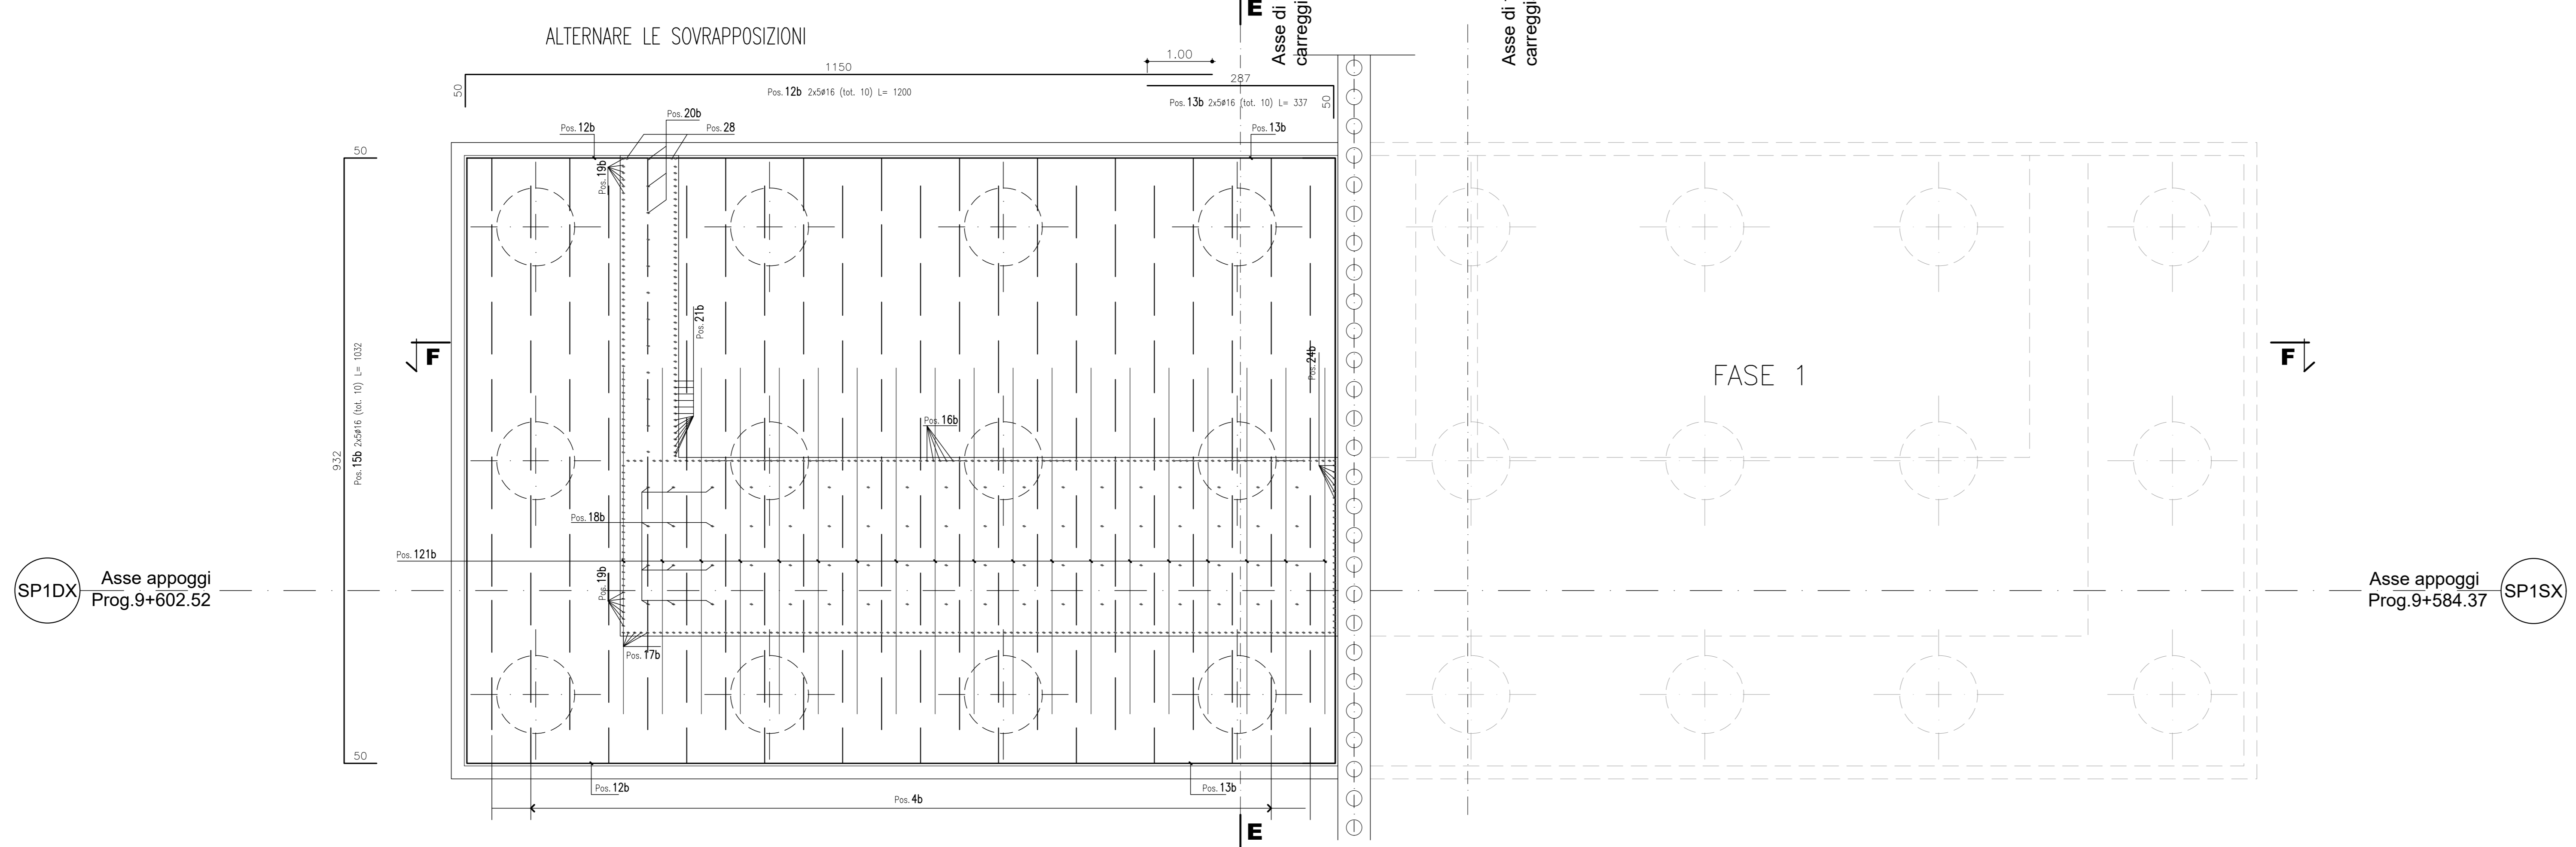 E
Asse di
carreggi
Asse di
carreggi
ALTERNARE LE SOVRAPPOSIZIONI
1.00
1150
287
50
Pos. 12b 2x5ø16 (tot. 10) L= 1200
Pos. 13b 2x5ø16 (tot. 10) L= 337
50
Pos. 20b
Pos. 12b
Pos. 28
Pos. 13b
50
Pos. 19b
Pos. 21b
F
Pos. 15b 2x5ø16 (tot. 10) L= 1032
932
Pos. 24b
FASE 1
F
Pos. 16b
Pos. 18b
Pos. 121b
Pos. 19b
SP1DX
Asse appoggi
Prog.9+602.52
Asse appoggi
Prog.9+584.37
SP1SX
Pos. 17b
50
Pos. 12b
Pos. 13b
Pos. 4b
E